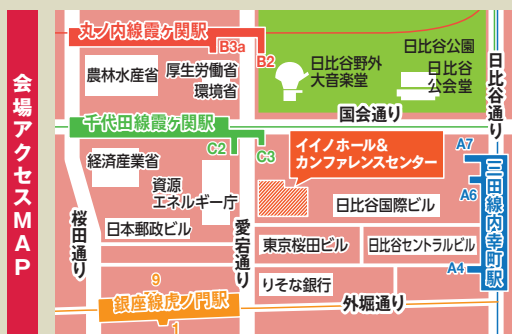 会場アクセスMAP
丸ノ内線霞ヶ関駅
B3a
B2
農林水産省
厚生労働省
環境省
日比谷野外
大音楽堂
日比谷公園
日比谷
公会堂
日比谷通り
国会通り
千代田線霞ヶ関駅
C2
C3
イイノホール&
カンファレンスセンター
A7
A6
三田線内幸町駅
経済産業省
資源
エネルギー庁
日比谷国際ビル
桜田通り
日本郵政ビル
愛宕通り
東京桜田ビル
日比谷セントラルビル
A4
りそな銀行
9
銀座線虎ノ門駅
1
外堀通り